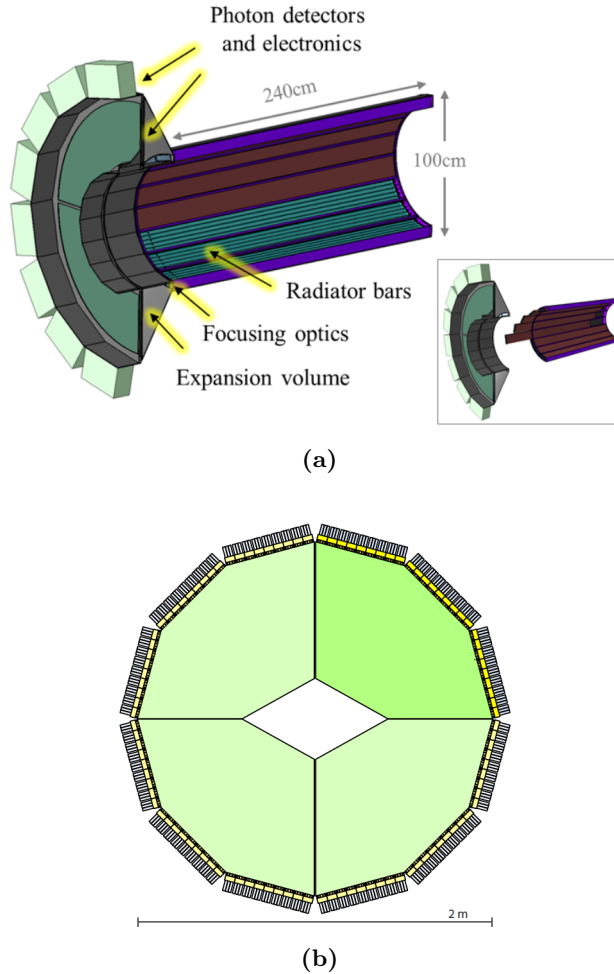 Photon detectors
and electronics
240cm
100cm
Radiator bars
Focusing optics
Expansion volume
(a)
2 m
(b)